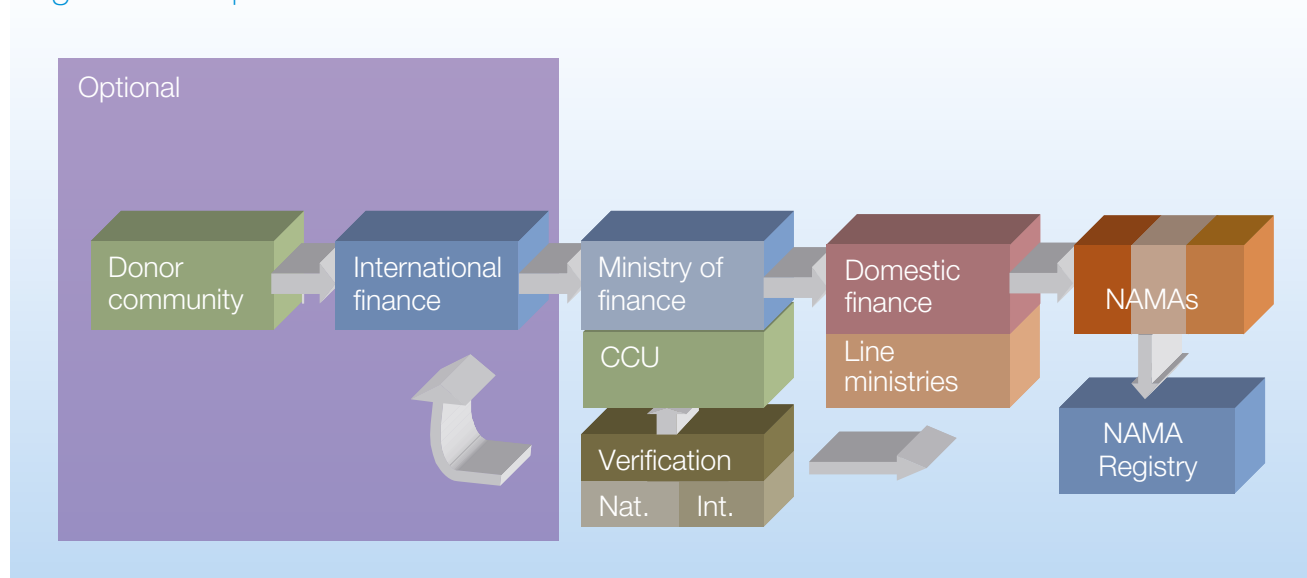 Optional
Donor
community
International
finance
Ministry of
finance
CCU
Verification
Nat.
Int.
Domestic
finance
Line
ministries
NAMAs
NAMA
Registry